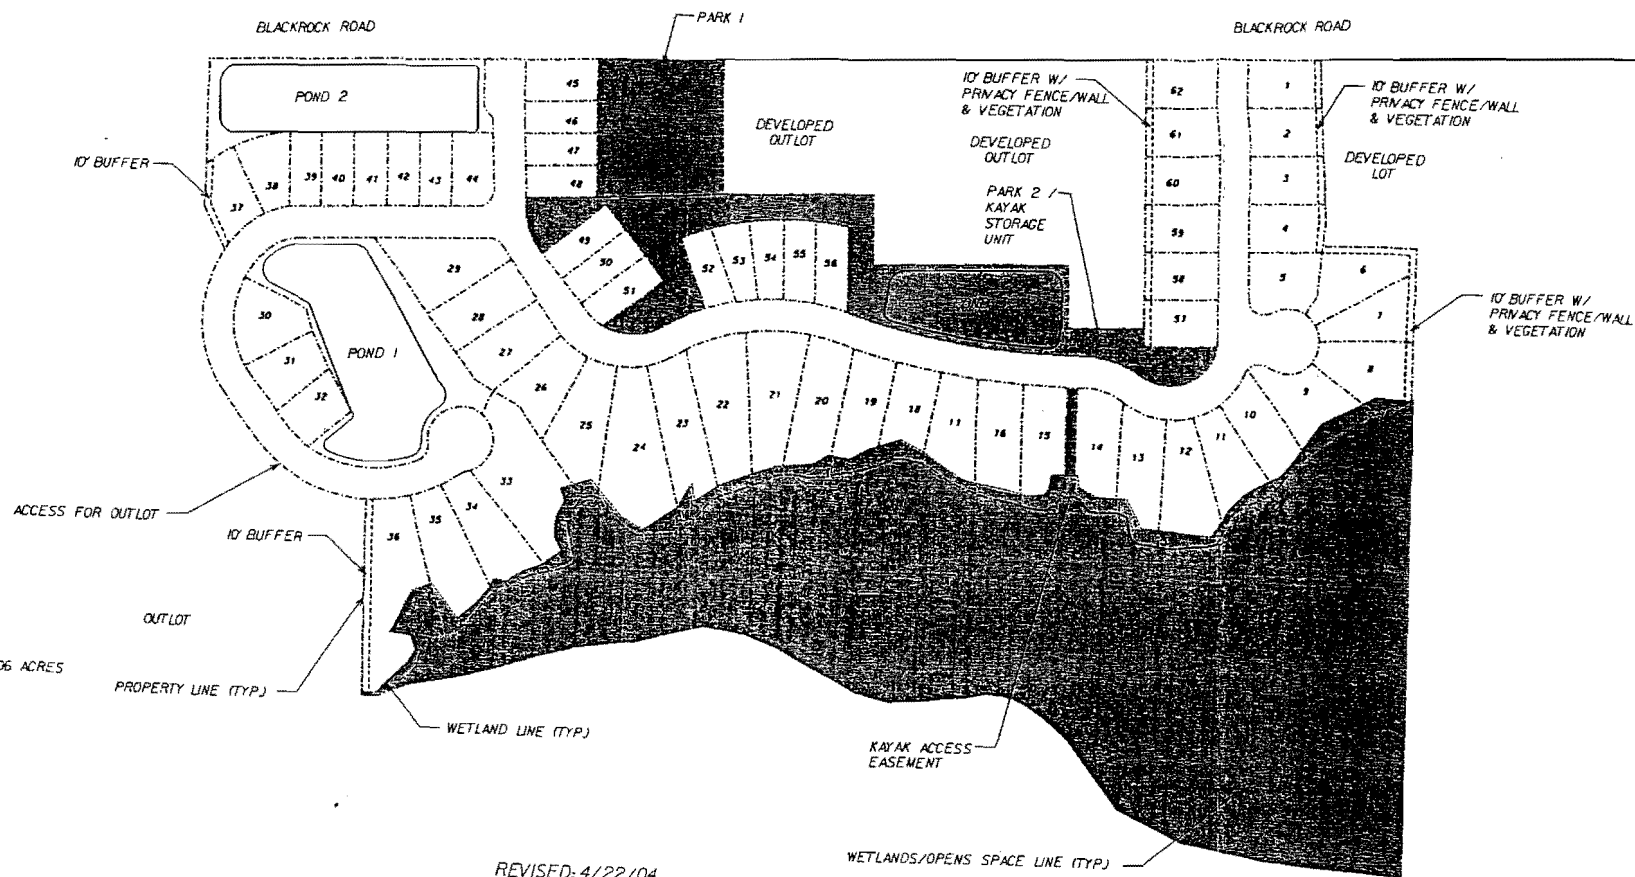 PARK 1
BLACKROCK ROAD
BLACKROCK ROAD
POND 2
45
46
47
48
10' BUFFER W/
PRIVACY FENCE/WALL
& VEGETATION
62
1
10' BUFFER W/
PRIVACY FENCE/WALL
& VEGETATION
DEVELOPED
OUTLOT
DEVELOPED
OUTLOT
61
2
DEVELOPED
LOT
10' BUFFER
37
38
39
40
41
42
43
44
60
3
PARK 2 /
KAYAK
STORAGE
UNIT
59
4
49
50
51
52
53
54
55
56
58
5
6
7
8
57
10' BUFFER W/
PRIVACY FENCE/WALL
& VEGETATION
29
28
27
26
30
31
32
POND 1
25
24
23
22
21
20
19
18
17
16
15
14
13
12
11
10
9
33
34
35
36
ACCESS FOR OUTLOT
10' BUFFER
OUTLOT
06 ACRES
PROPERTY LINE (TYP.)
WETLAND LINE (TYP.)
KAYAK ACCESS
EASEMENT
WETLANDS/OPENS SPACE LINE (TYP.)
REVISED: 4/22/04